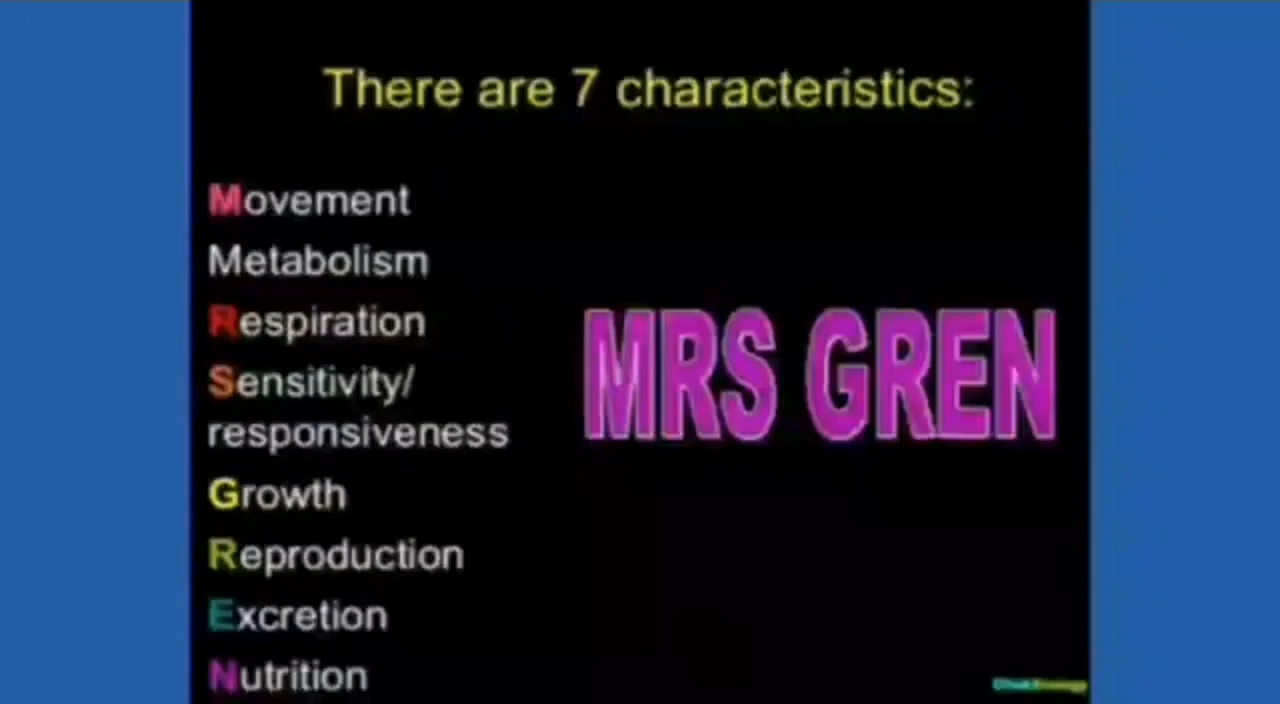 There are 7 characteristics:
Movement
Metabolism
Respiration
Sensitivity/
responsiveness
Growth
Reproduction
Excretion
Nutrition
MRS GREN